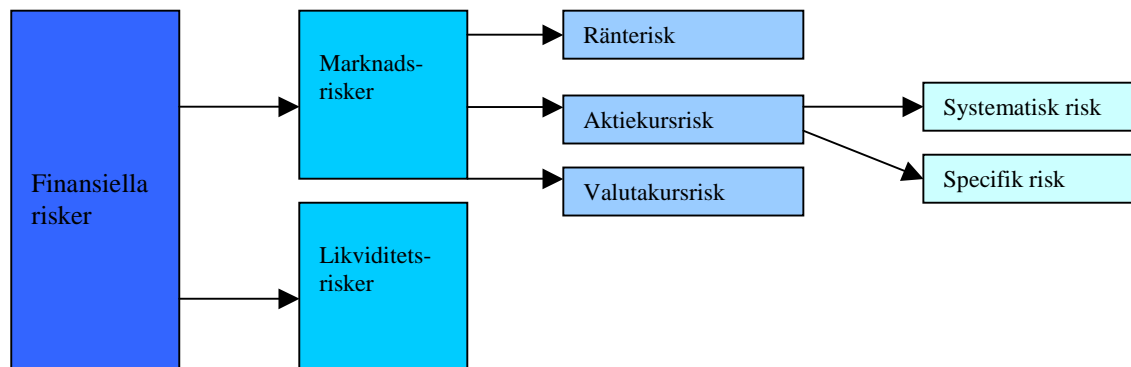 Finansiella
risker
Marknads-
risker
Likviditets-
risker
Ränterisk
Aktiekursrisk
Valutakursrisk
Systematisk risk
Specifik risk